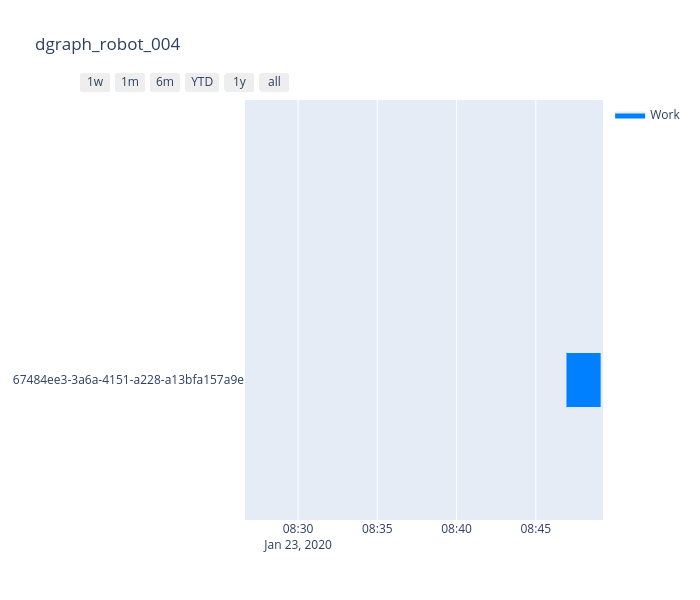 dgraph_robot_004
1w 1m 6m YTD 1y all
Work
67484ee3-3a6a-4151-a228-a13bfa157a9e
08:30 08:35 08:40 08:45
Jan 23, 2020